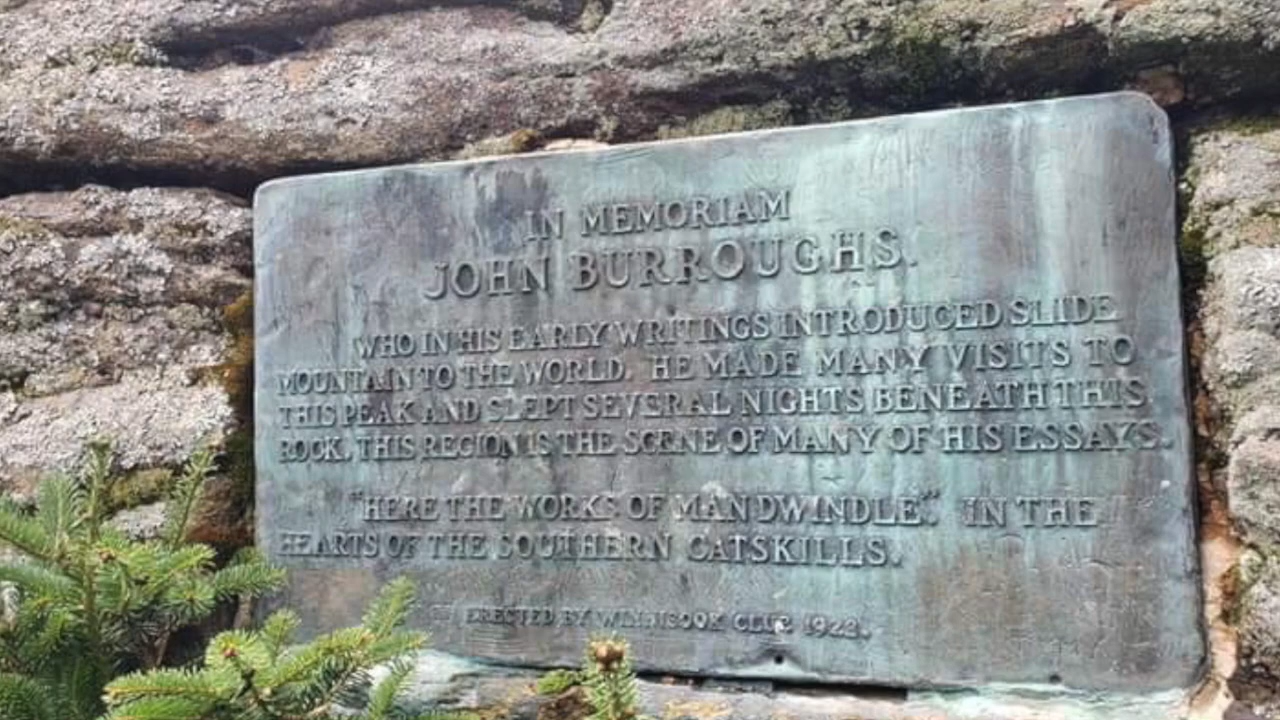 IN MEMORIAM
JOHN BURROUGHS.
WHO IN HIS EARLY WRITINGS INTRODUCED SLIDE
MOUNTAIN TO THE WORLD. HE MADE MANY VISITS TO
THIS PEAK AND SLEPT SEVERAL NIGHTS BENEATH THIS
ROCK. THIS REGION IS THE SCENE OF MANY OF HIS ESSAYS.
"HERE THE WORKS OF MAN DWINDLE". IN THE
HEARTS OF THE SOUTHERN CATSKILLS.
ERECTED BY WINNISOOK CLUB 1923.